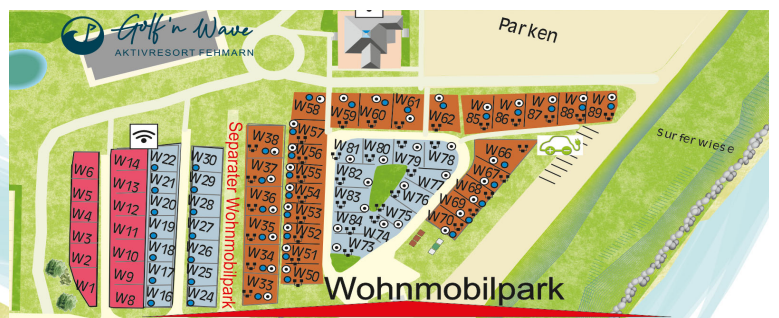 Golf'n Wave
AKTIVRESORT FEHMARN
Parken
surferwiese
Separater Wohnmobilpark
W6
W5
W4
W3
W2
W1
W14
W13
W12
W11
W10
W9
W8
W22
W21
W20
W19
W18
W17
W16
W30
W29
W28
W27
W26
W25
W24
W38
W37
W36
W35
W34
W33
W58
W57
W56
W55
W54
W53
W52
W51
W50
W59
W60
W61
W62
W85
W86
W87
W88
W89
W81
W80
W79
W78
W82
W83
W84
W73
W74
W75
W76
W77
W66
W67
W68
W69
W70
Wohnmobilpark